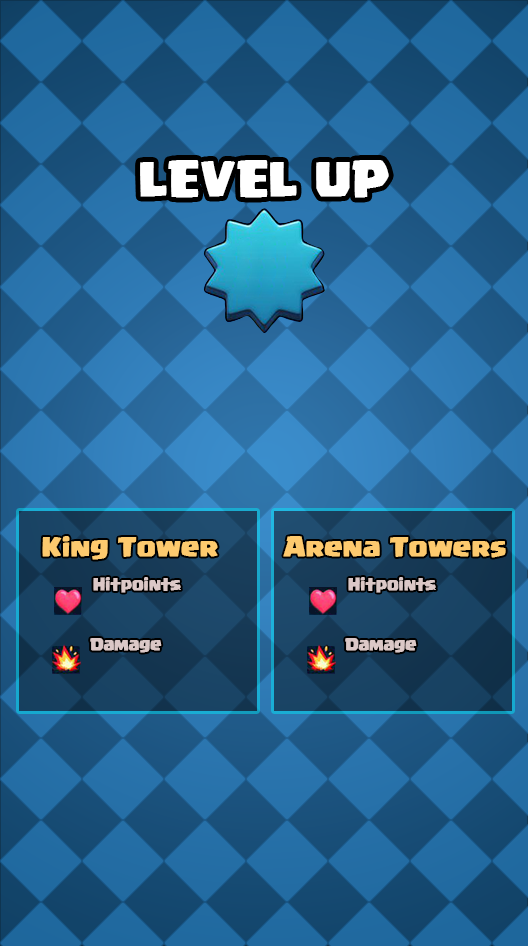 LEVEL UP
King Tower
Hitpoints
Damage
Arena Towers
Hitpoints
Damage